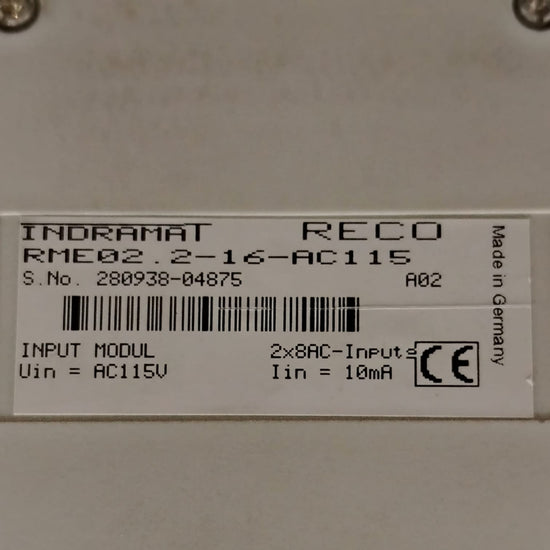 INDRAMAT RECO
RME02.2-16-AC115
S.No. 280938-04875 A02
INPUT MODUL 2x8AC-Inputs
Uin = AC115V Iin = 10mA
CE
Made in Germany